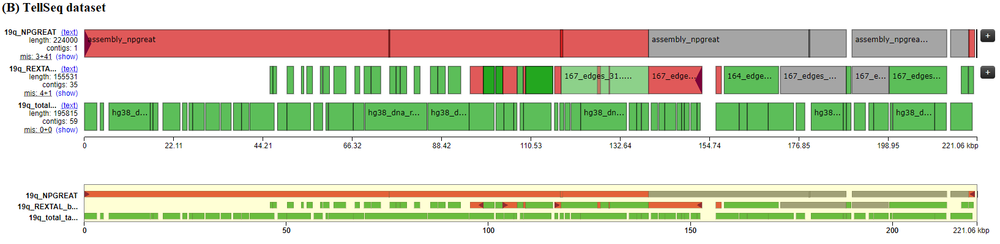 (B) TellSeq dataset
19q_NPGREAT (text)
length: 224000
contigs: 1
mis: 3+41 (show)
assembly_npgreat
assembly_npgreat
assembly_npgrea...
+
19q_REXTA... (text)
length: 155531
contigs: 35
mis: 4+1 (show)
167_edges_31.....
167_edge...
164_edge...
167_edges_...
167_e...
167_edges...
+
19q_total... (text)
length: 195815
contigs: 59
mis: 0+0 (show)
hg38_d...
hg38_dna_r...
hg38_d...
hg38_dn...
hg38...
hg38_d...
0 22.11 44.21 66.32 88.42 110.53 132.64 154.74 176.85 198.95 221.06 kbp
19q_NPGREAT
19q_REXTAL_b...
19q_total_ta...
0 50 100 150 200 221.06 kbp